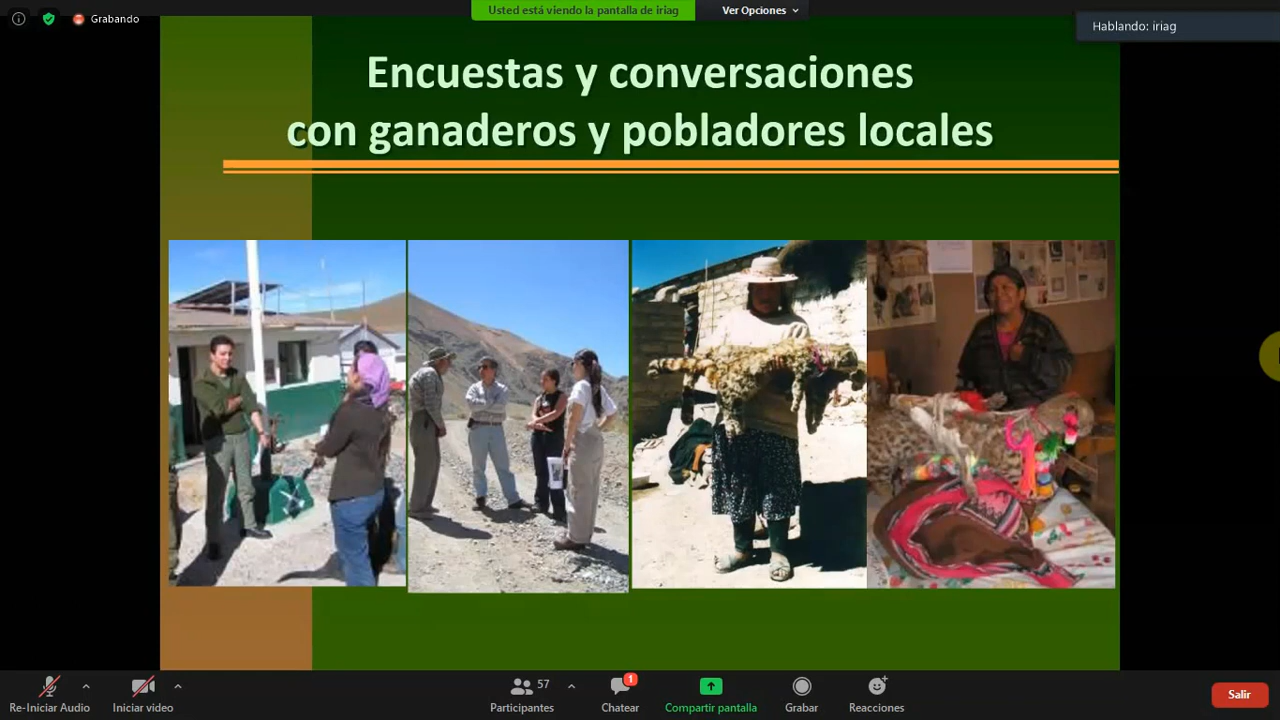 Grabando
Usted está viendo la pantalla de iriag
Ver Opciones
Hablando: iriag
Encuestas y conversaciones
con ganaderos y pobladores locales
Re-Iniciar Audio
Iniciar video
Participantes
57
Chatear
1
Compartir pantalla
Grabar
Reacciones
Salir